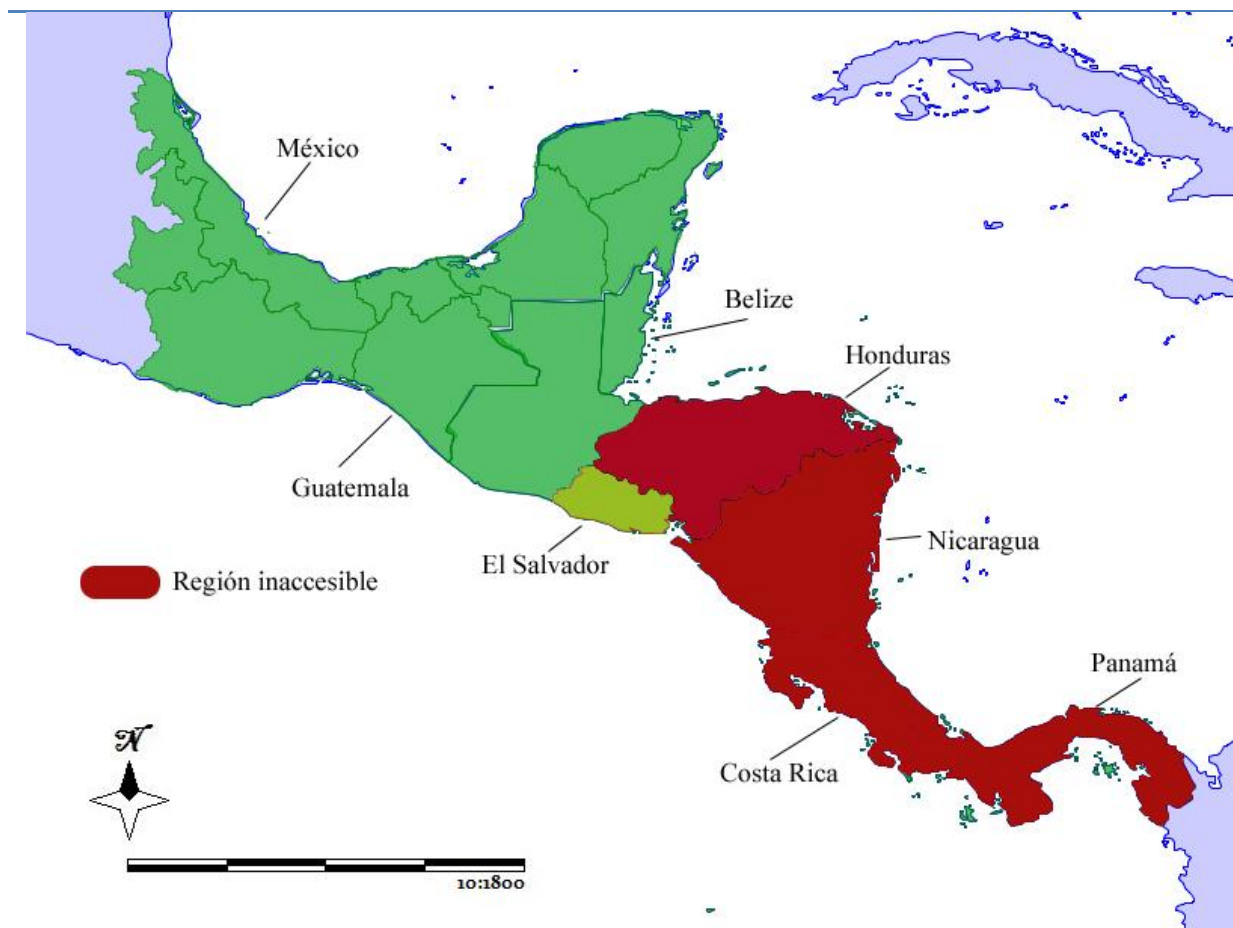 México
Belize
Honduras
Guatemala
Nicaragua
El Salvador
Región inaccesible
Panamá
Costa Rica
N
10:1800